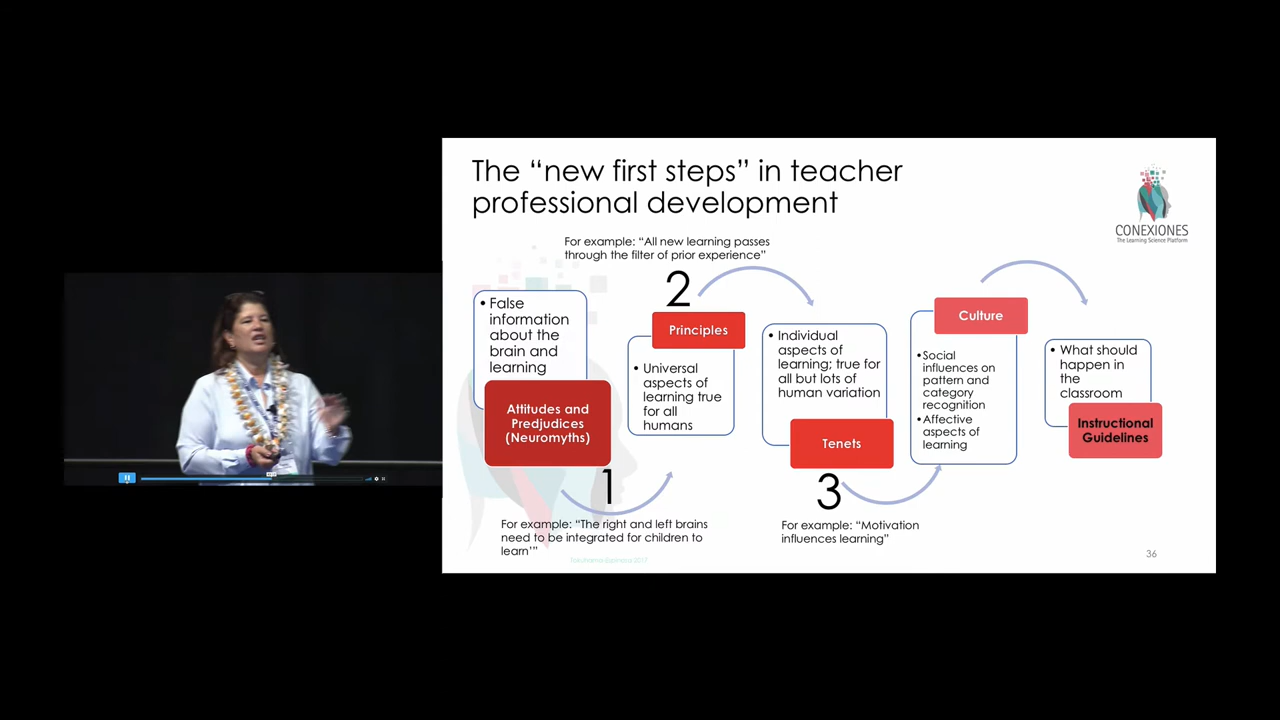 The “new first steps” in teacher
professional development
CONEXIONES
The Learning Science Platform
For example: “All new learning passes
through the filter of prior experience”
2
• False
information
about the
brain and
learning
Attitudes and
Predjudices
(Neuromyths)
1
For example: “The right and left brains
need to be integrated for children to
learn’”
Principles
• Universal
aspects of
learning true
for all
humans
• Individual
aspects of
learning; true for
all but lots of
human variation
Tenets
3
For example: “Motivation
influences learning”
Culture
•Social
influences on
pattern and
category
recognition
•Affective
aspects of
learning
• What should
happen in
the
classroom
Instructional
Guidelines
Tokuhama-Espinosa 2017
36